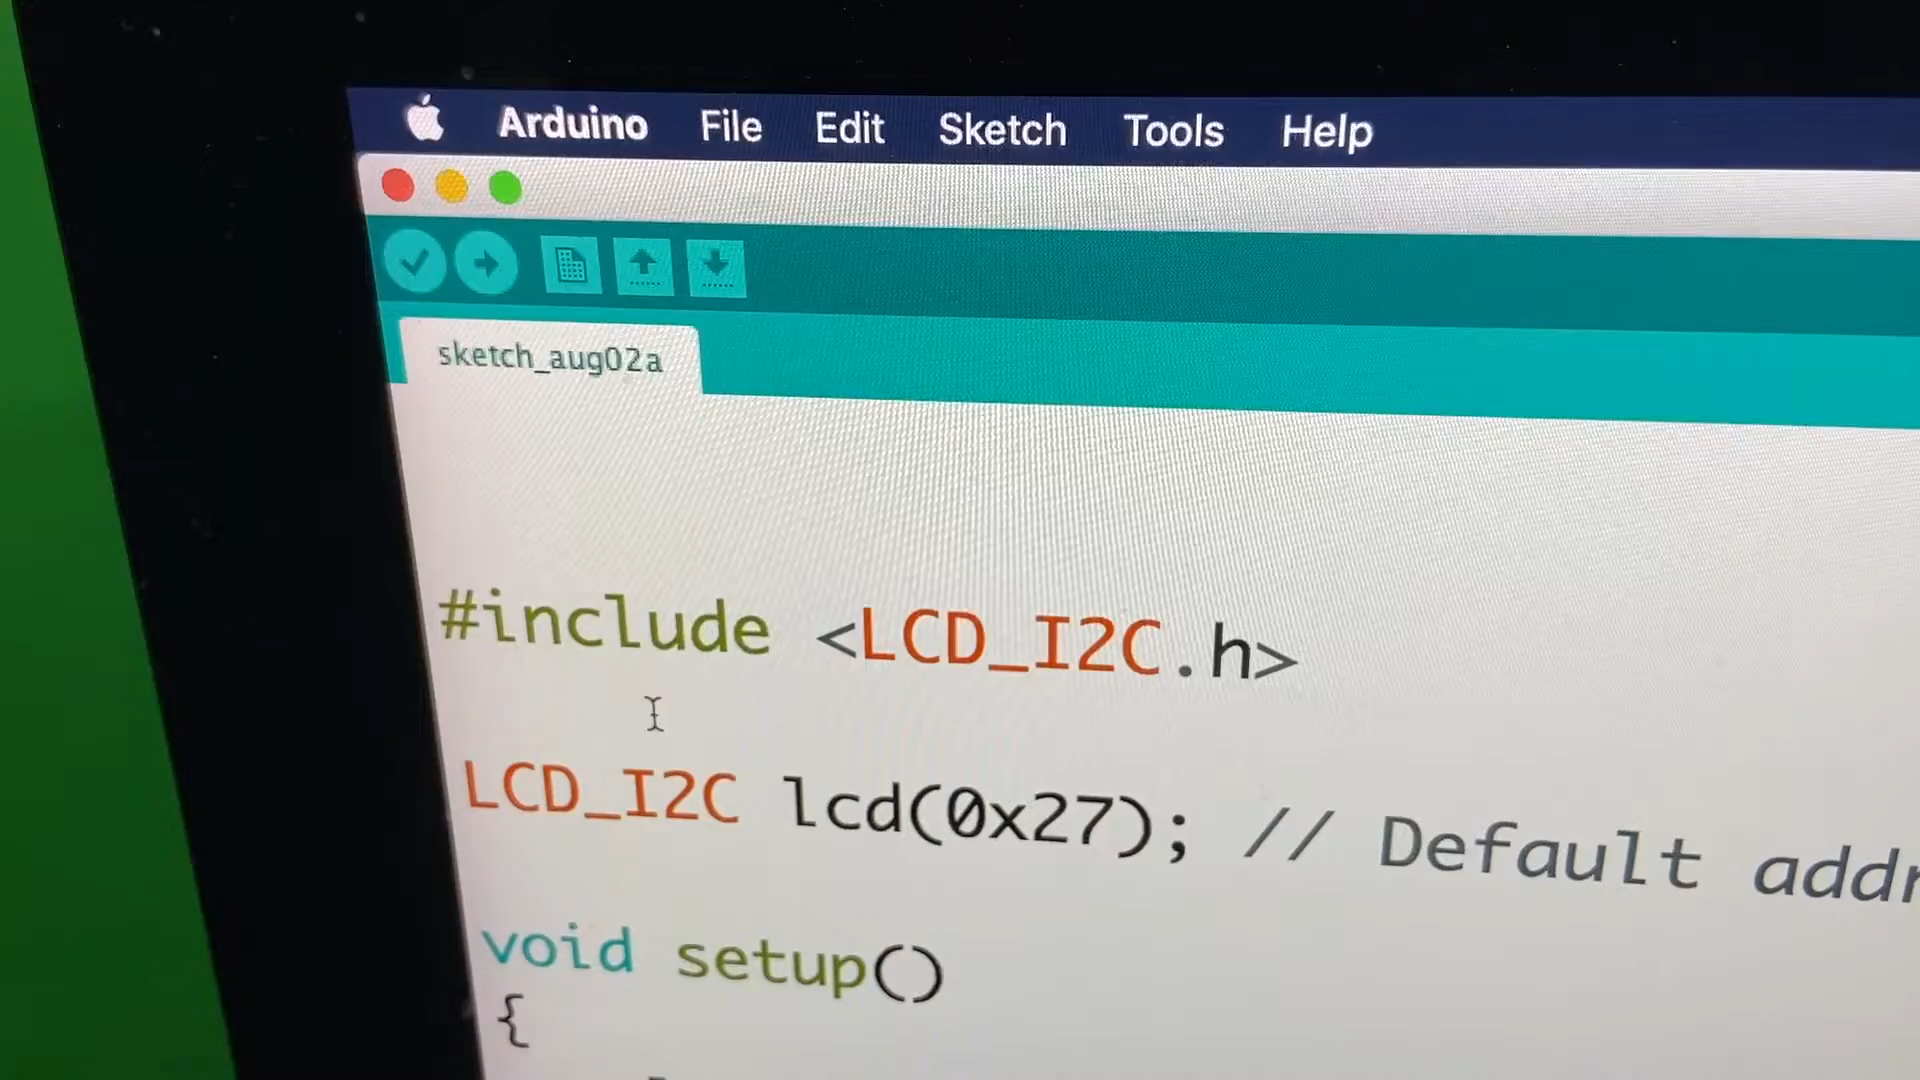 Arduino File Edit Sketch Tools Help
sketch_aug02a
#include <LCD_I2C.h>
LCD_I2C lcd(0x27); // Default
void setup()
{